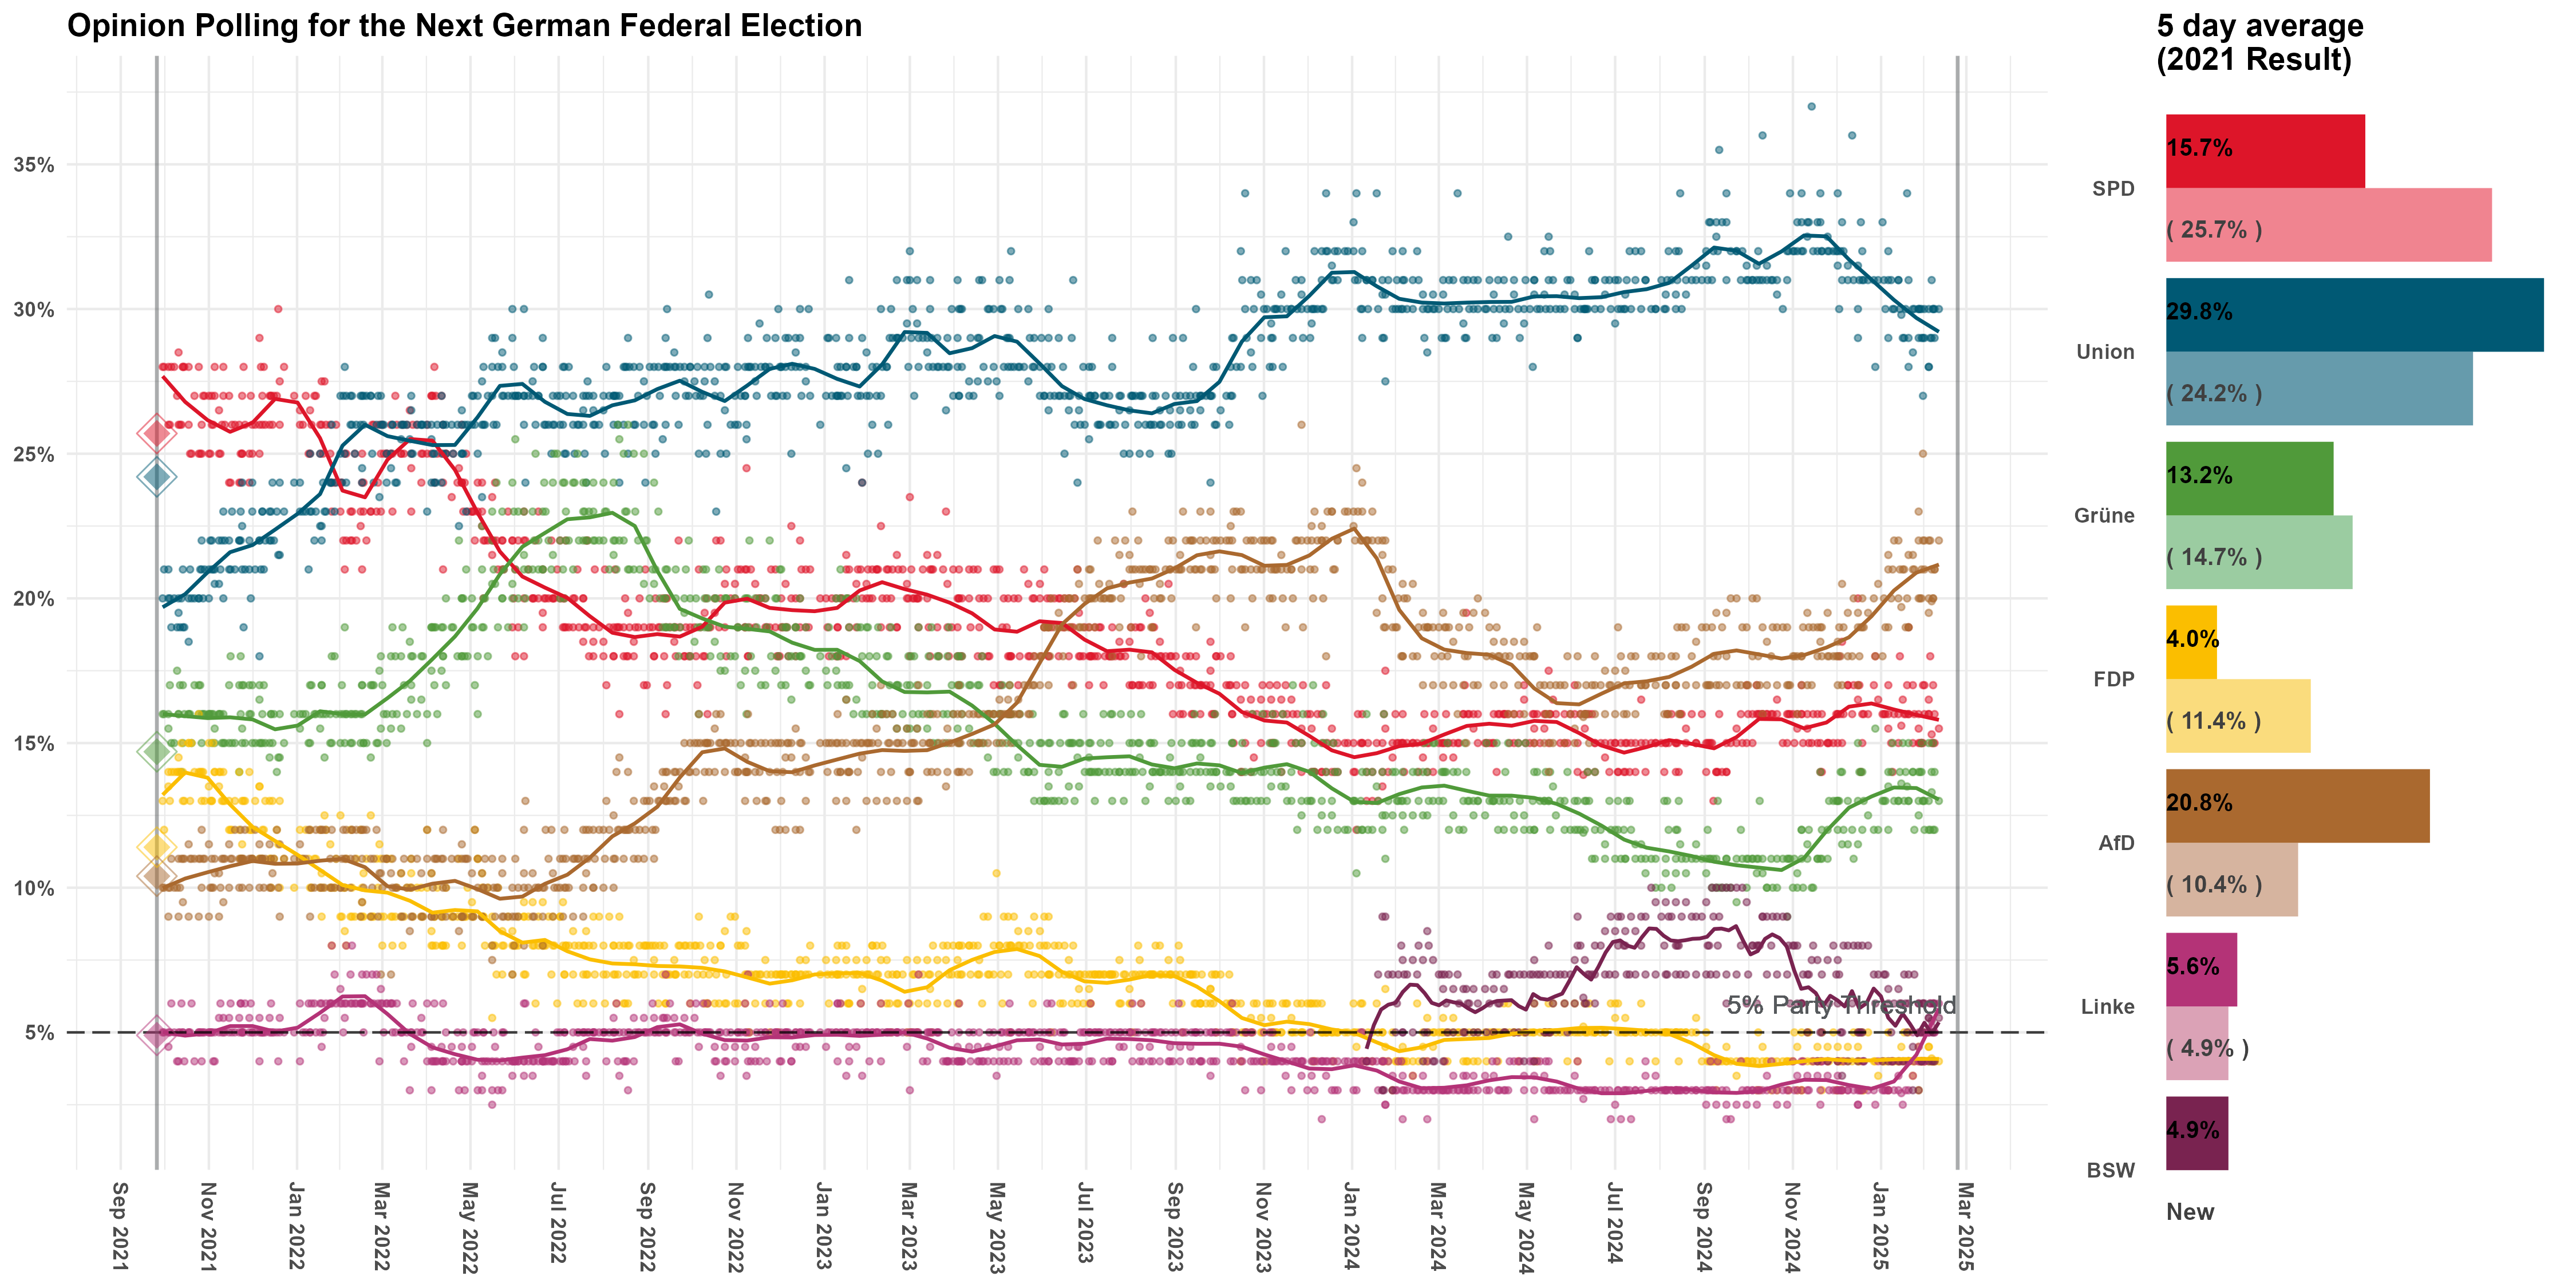 Opinion Polling for the Next German Federal Election
5 day average
(2021 Result)
35%
30%
25%
20%
15%
10%
5%
5% Party Threshold
Sep 2021
Nov 2021
Jan 2022
Mar 2022
May 2022
Jul 2022
Sep 2022
Nov 2022
Jan 2023
Mar 2023
May 2023
Jul 2023
Sep 2023
Nov 2023
Jan 2024
Mar 2024
May 2024
Jul 2024
Sep 2024
Nov 2024
Jan 2025
Mar 2025
SPD
15.7%
( 25.7% )
Union
29.8%
( 24.2% )
Grüne
13.2%
( 14.7% )
FDP
4.0%
( 11.4% )
AfD
20.8%
( 10.4% )
Linke
5.6%
( 4.9% )
BSW
4.9%
New